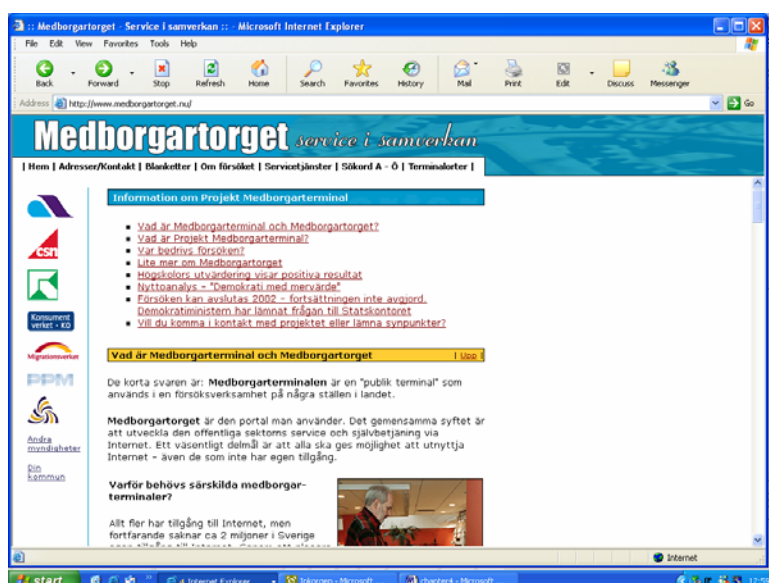 :: Medborgartorget - Service i samverkan :: - Microsoft Internet Explorer
File Edit View Favorites Tools Help
Back Forward Stop Refresh Home Search Favorites History Mail Print Edit Discuss Messenger
Address http://www.medborgartorget.nu/ Go
Medborgartorget service i samverkan
| Hem | Adresser/Kontakt | Blanketter | Om försöket | Servicetjänster | Sökord A - Ö | Terminalorter |
Information om Projekt Medborgarterminal
Vad är Medborgarterminal och Medborgartorget?
Vad är Projekt Medborgarterminal?
Var bedrivs försöken?
Lite mer om Medborgartorget
Högskolors utvärdering visar positiva resultat
Nyttoanalys - "Demokrati med mervärde"
Försöken kan avslutas 2002 - fortsättningen inte avgjord.
Demokratiministern har lämnat frågan till Statskontoret
Vill du komma i kontakt med projektet eller lämna synpunkter?
csn
Konsument
verket • KO
Migrationsverket
PPM
Andra
myndigheter
Din
kommun
Vad är Medborgarterminal och Medborgartorget | Upp |
De korta svaren är: Medborgarterminalen är en "publik terminal" som
används i en försöksverksamhet på några ställen i landet.
Medborgartorget är den portal man använder. Det gemensamma syftet är
att utveckla den offentliga sektorns service och självbetjäning via
Internet. Ett väsentligt delmål är att alla ska ges möjlighet att utnyttja
Internet - även de som inte har egen tillgång.
Varför behövs särskilda medborgar-
terminaler?
Allt fler har tillgång till Internet, men
fortfarande saknar ca 2 miljoner i Sverige
Internet
start Internet Explorer Inkorgen - Microsoft chapter4 - Microsoft